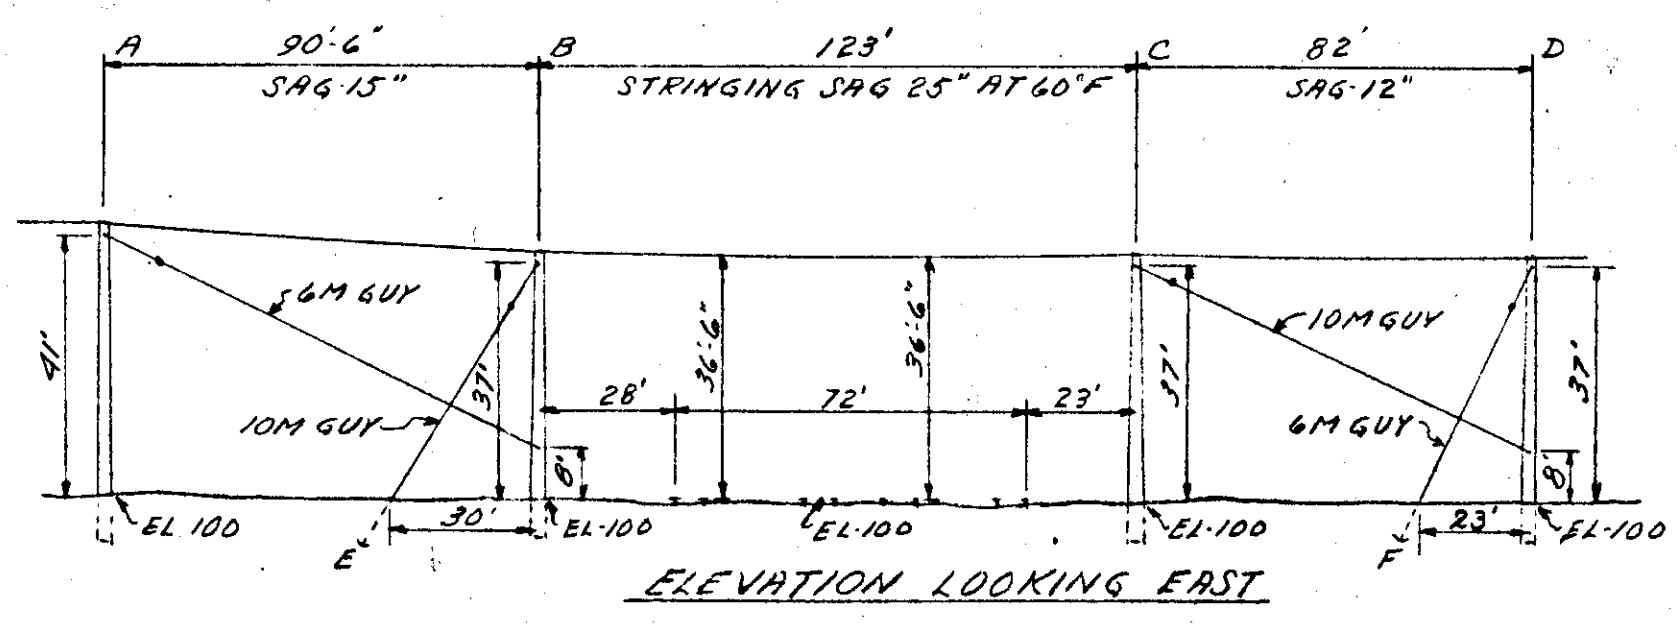 A 90'-6" B 123' C 82' D
SAG-15" STRINGING SAG 25" AT 60°F SAG-12"
6M GUY 10M GUY
41' 37' 36'-6" 36'-6" 37' 37'
28' 72' 23'
10M GUY 6M GUY
8' 8'
30' 23'
EL-100 EL-100 EL-100 EL-100 EL-100
E F
ELEVATION LOOKING EAST